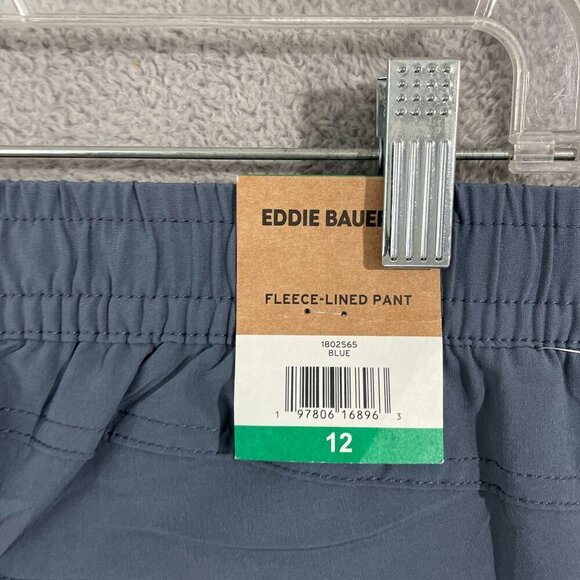 EDDIE BAUE
FLEECE-LINED PANT
1802565
BLUE
1 97806 16896 3
12